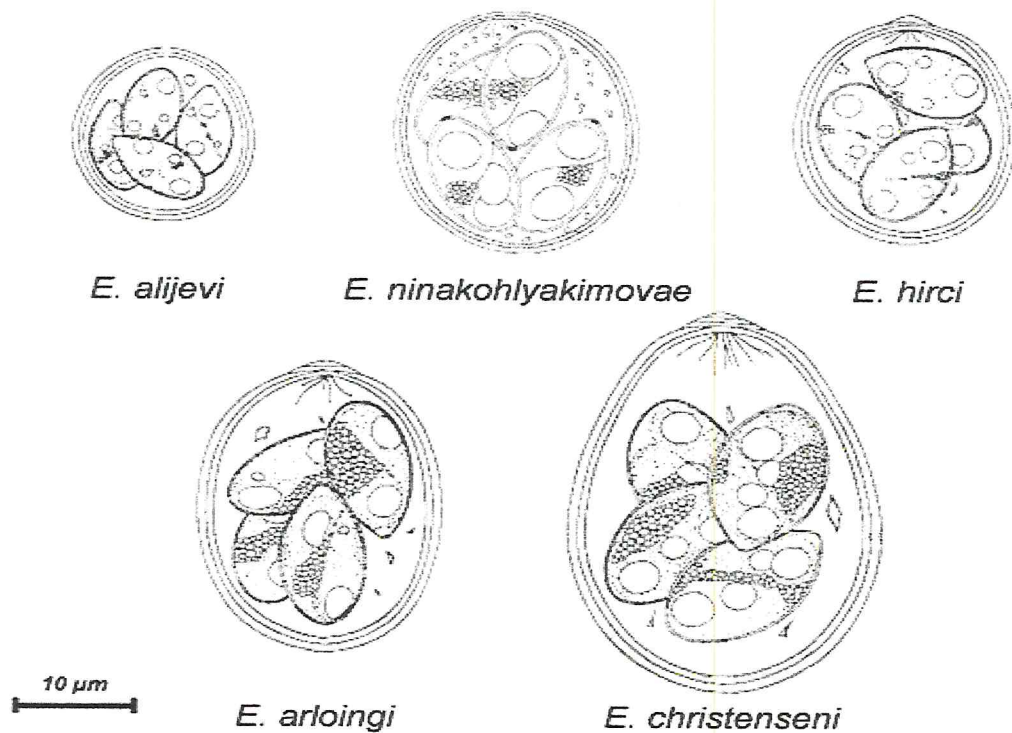 E. alijevi
E. ninakohlyakimovae
E. hirci
10 µm
E. arloingi
E. christenseni